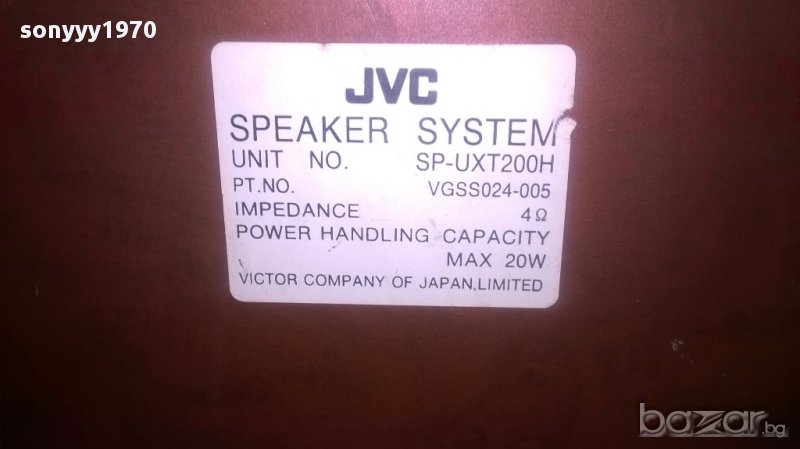 sonyyy1970
JVC
SPEAKER SYSTEM
UNIT NO. SP-UXT200H
PT.NO. VGSS024-005
IMPEDANCE 4Ω
POWER HANDLING CAPACITY
MAX 20W
VICTOR COMPANY OF JAPAN,LIMITED
bazar.bg